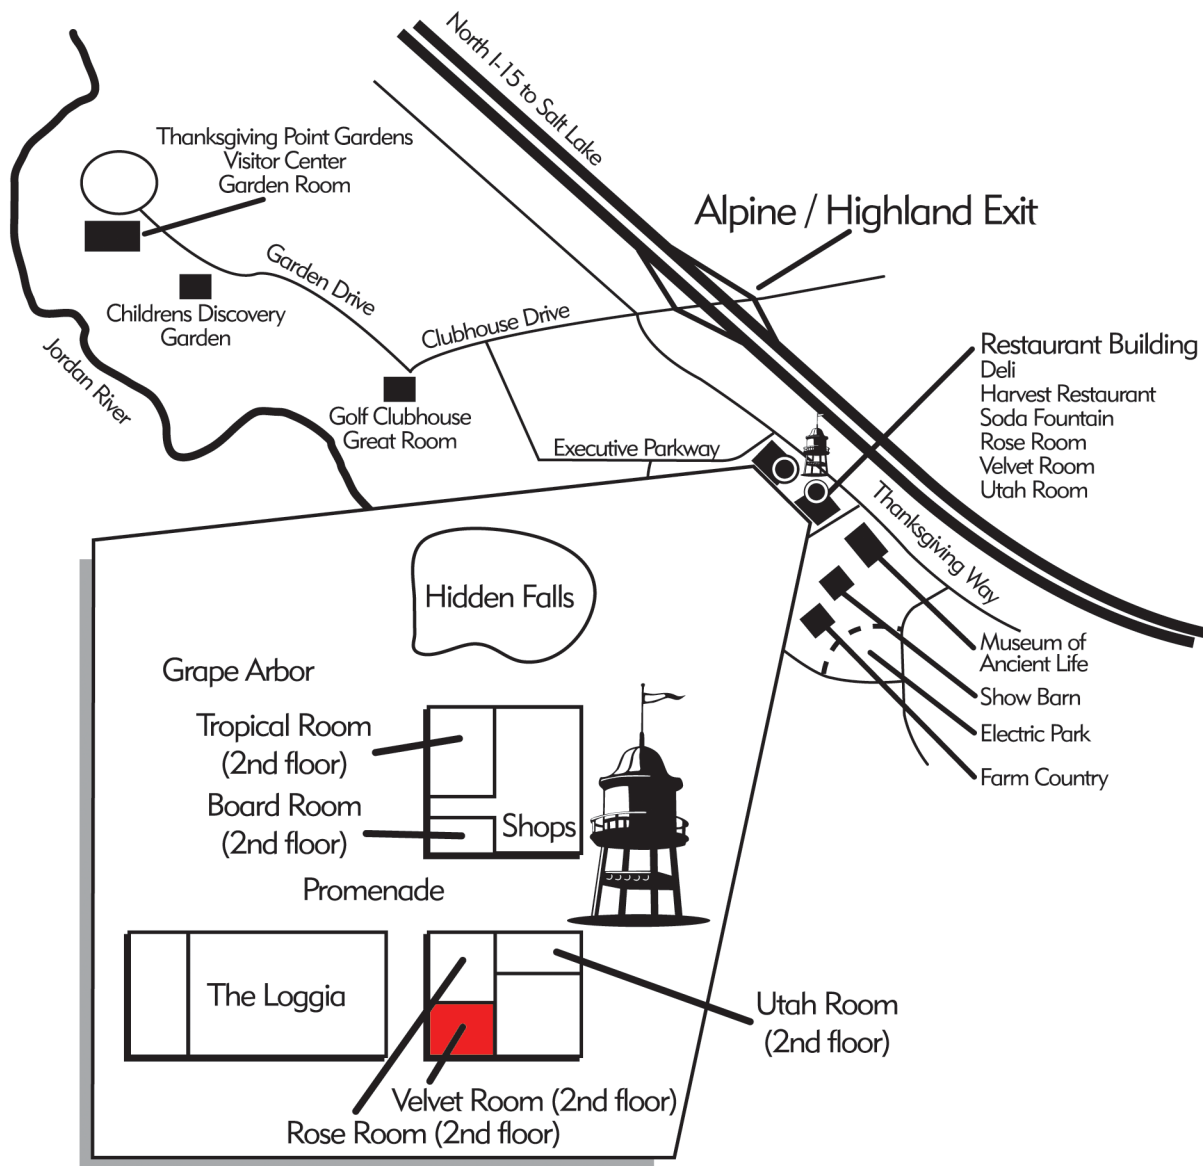 North I-15 to Salt Lake
Thanksgiving Point Gardens
Visitor Center
Garden Room
Alpine / Highland Exit
Garden Drive
Childrens Discovery
Garden
Clubhouse Drive
Jordan River
Restaurant Building
Deli
Harvest Restaurant
Soda Fountain
Rose Room
Velvet Room
Utah Room
Golf Clubhouse
Great Room
Executive Parkway
Thanksgiving Way
Hidden Falls
Museum of
Ancient Life
Show Barn
Electric Park
Farm Country
Grape Arbor
Tropical Room
(2nd floor)
Board Room
(2nd floor)
Shops
Promenade
The Loggia
Utah Room
(2nd floor)
Velvet Room (2nd floor)
Rose Room (2nd floor)